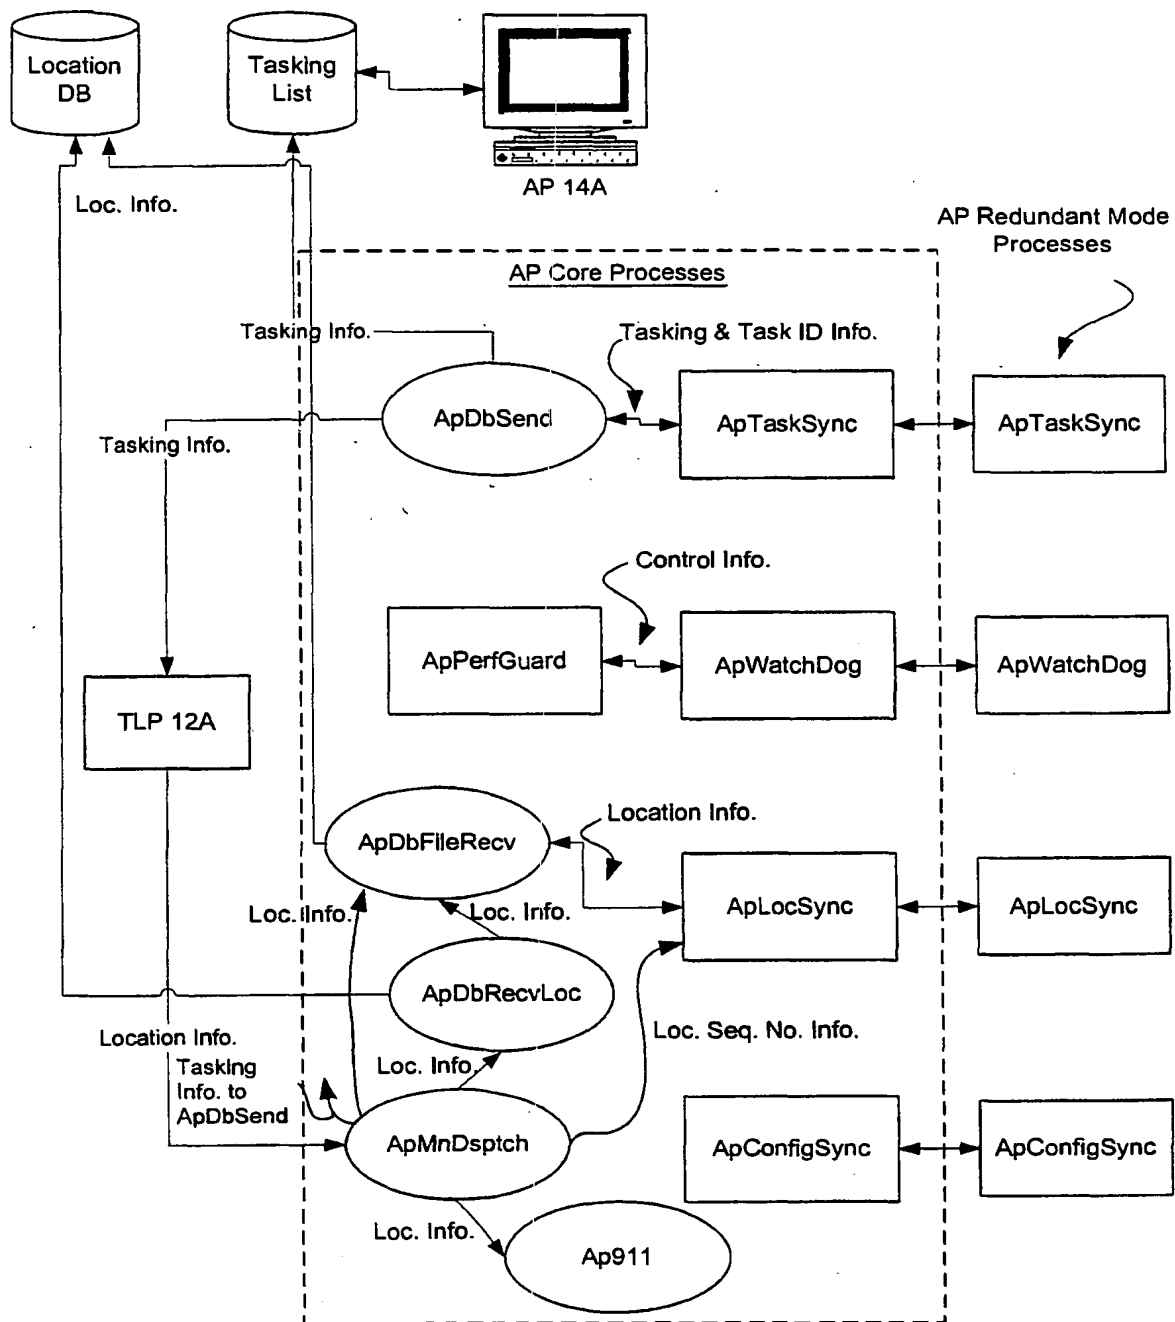 Location
DB
Tasking
List
AP 14A
Loc. Info.
AP Redundant Mode
Processes
AP Core Processes
Tasking Info.
Tasking & Task ID Info.
ApDbSend
ApTaskSync
ApTaskSync
Tasking Info.
Control Info.
ApPerfGuard
ApWatchDog
ApWatchDog
TLP 12A
Location Info.
ApDbFileRecv
Loc. Info.
Loc. Info.
ApLocSync
ApLocSync
ApDbRecvLoc
Location Info.
Loc. Seq. No. Info.
Tasking
Info. to
ApDbSend
Loc. Info.
ApMnDsptch
ApConfigSync
ApConfigSync
Loc. Info.
Ap911